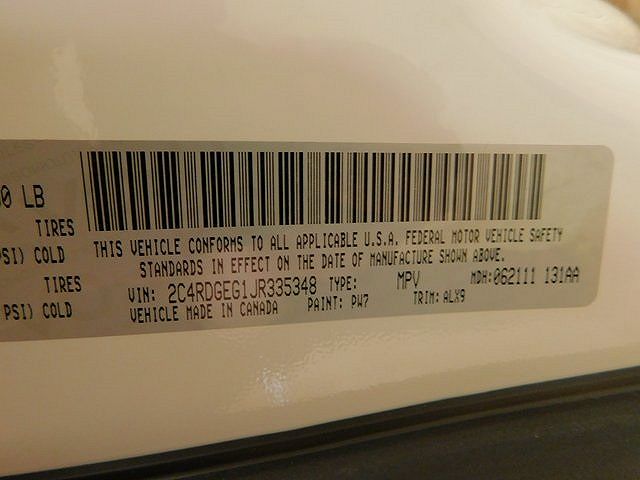 0 LB
TIRES
PSI) COLD
TIRES
PSI) COLD
THIS VEHICLE CONFORMS TO ALL APPLICABLE U.S.A. FEDERAL MOTOR VEHICLE SAFETY
STANDARDS IN EFFECT ON THE DATE OF MANUFACTURE SHOWN ABOVE.
VIN: 2C4RDGEG1JR335348 TYPE: MPV MDH:062111 131AA
VEHICLE MADE IN CANADA PAINT: PW7 TRIM: ALX9